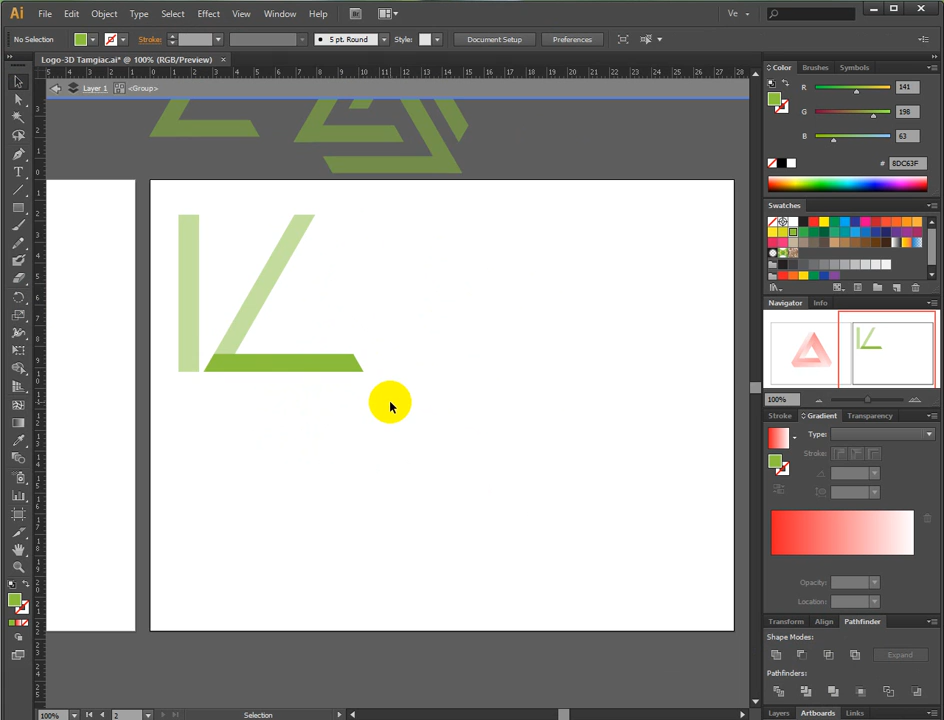 Ai File Edit Object Type Select Effect View Window Help Br Ve
No Selection Stroke: 5 pt. Round Style: Document Setup Preferences
Logo-3D Tamgiac.ai* @ 100% (RGB/Preview) ×
Layer 1 <Group>
Color Brushes Symbols
R 141
G 198
B 63
# 8DC63F
Swatches
Navigator Info
100%
Stroke Gradient Transparency
Type:
Stroke:
Opacity:
Location:
Transform Align Pathfinder
Shape Modes:
Expand
Pathfinders:
Layers Artboards Links
100% 2 Selection